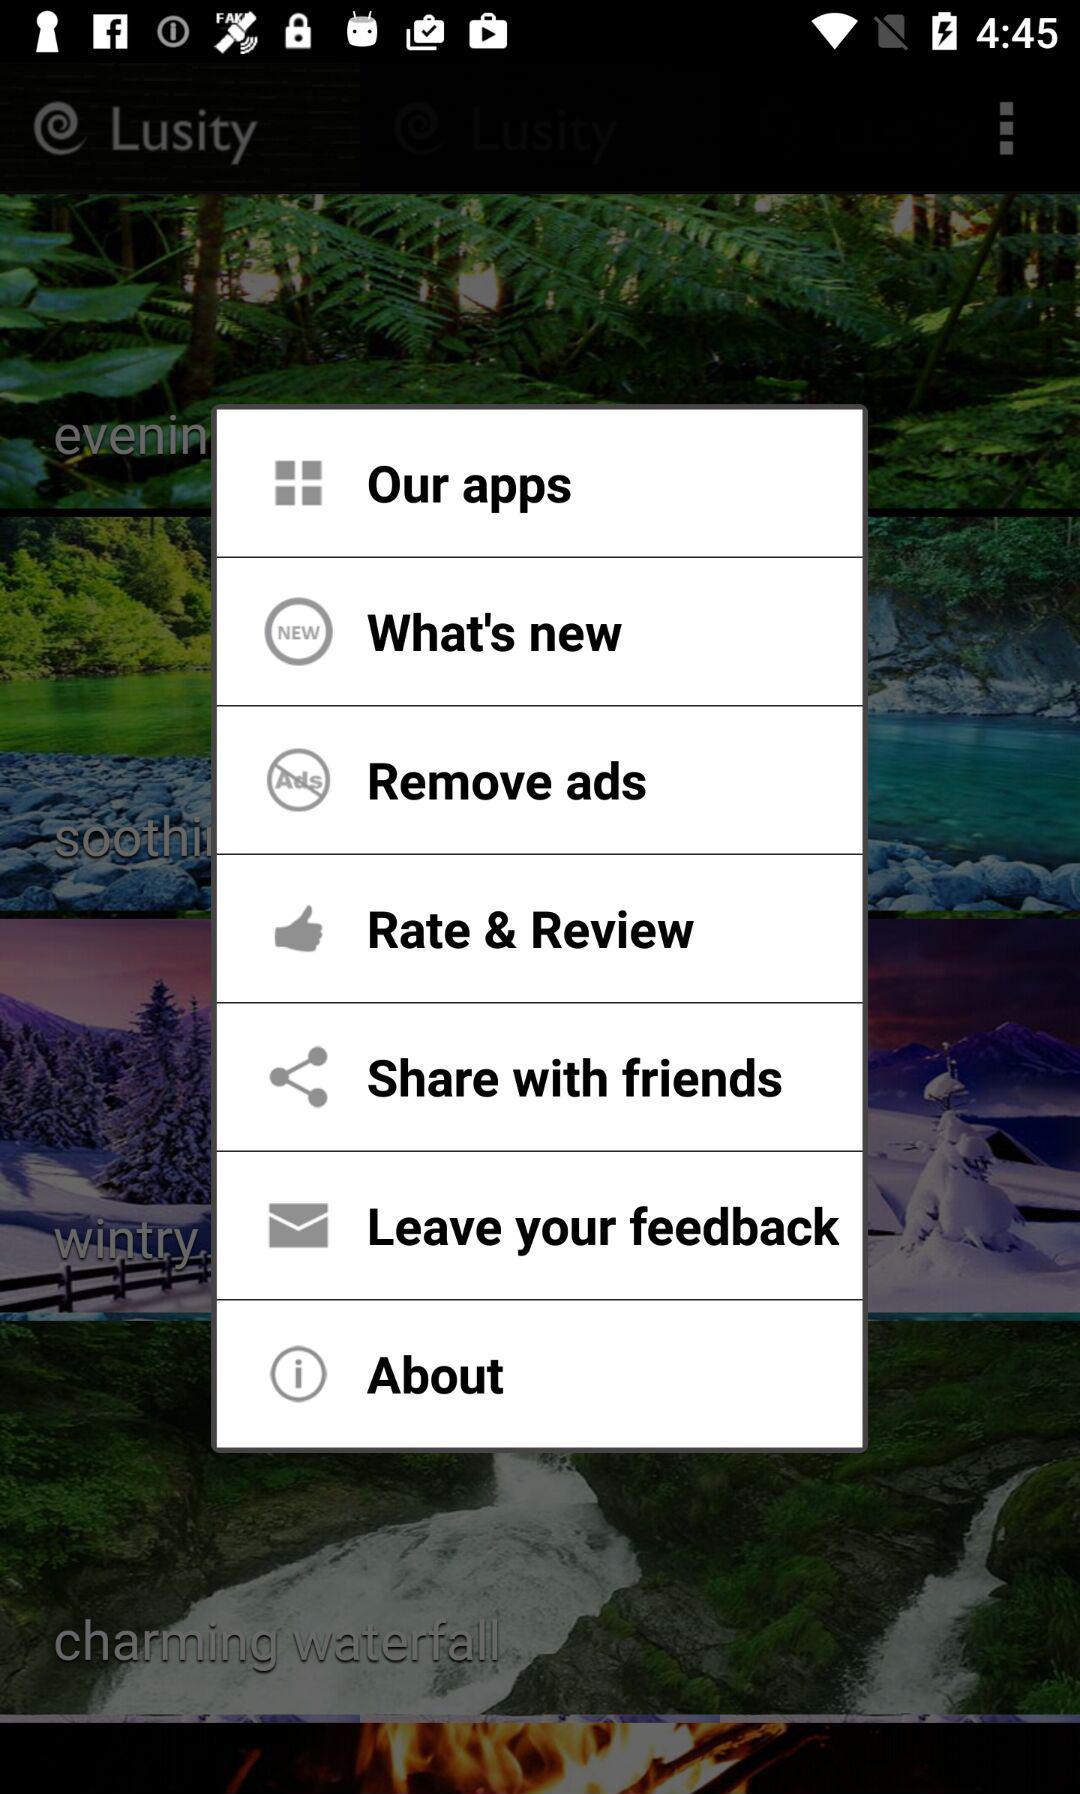 FAKE
4:45
Lusity
Lusity
evenin
Our apps
NEW
What's new
Ads
Remove ads
soothi
Rate & Review
Share with friends
wintry
Leave your feedback
About
charming waterfall